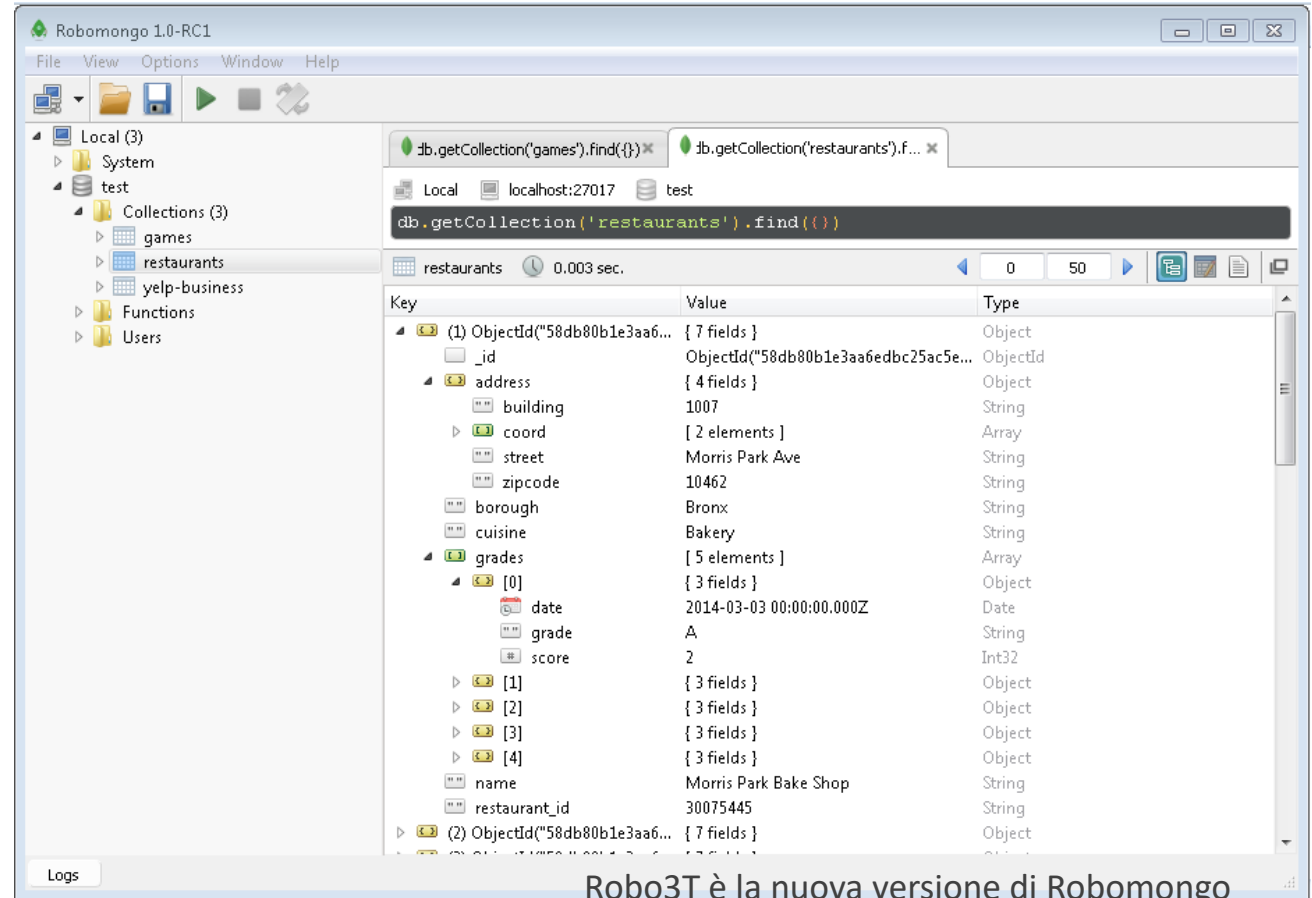 Robomongo 1.0-RC1
File View Options Window Help
Local (3)
System
test
Collections (3)
games
restaurants
yelp-business
Functions
Users
db.getCollection('games').find({})
db.getCollection('restaurants').f...
Local localhost:27017 test
db.getCollection('restaurants').find({})
restaurants 0.003 sec. 0 50
Key Value Type
(1) ObjectId("58db80b1e3aa6... { 7 fields } Object
_id ObjectId("58db80b1e3aa6edbc25ac5e... ObjectId
address { 4 fields } Object
building 1007 String
coord [ 2 elements ] Array
street Morris Park Ave String
zipcode 10462 String
borough Bronx String
cuisine Bakery String
grades [ 5 elements ] Array
[0] { 3 fields } Object
date 2014-03-03 00:00:00.000Z Date
grade A String
score 2 Int32
[1] { 3 fields } Object
[2] { 3 fields } Object
[3] { 3 fields } Object
[4] { 3 fields } Object
name Morris Park Bake Shop String
restaurant_id 30075445 String
(2) ObjectId("58db80b1e3aa6... { 7 fields } Object
Logs
Robo3T è la nuova versione di Robomongo